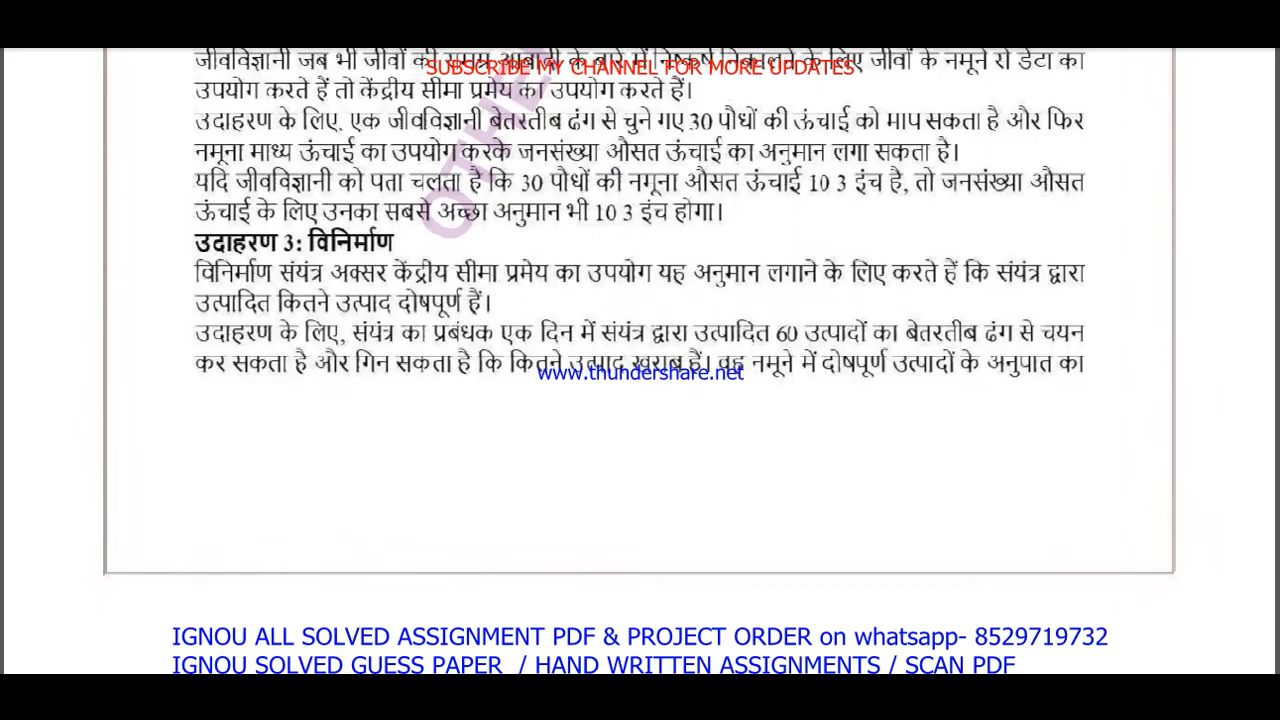 जीवविज्ञानी जब भी जीवों की समग्र आबादी के बारे में निष्कर्ष निकालने के लिए जीवों के नमूने से डेटा का
SUBSCRIBE MY CHANNEL FOR MORE UPDATES
उपयोग करते हैं तो केंद्रीय सीमा प्रमेय का उपयोग करते हैं।
उदाहरण के लिए, एक जीवविज्ञानी बेतरतीब ढंग से चुने गए 30 पौधों की ऊंचाई को माप सकता है और फिर
नमूना माध्य ऊंचाई का उपयोग करके जनसंख्या औसत ऊंचाई का अनुमान लगा सकता है।
यदि जीवविज्ञानी को पता चलता है कि 30 पौधों की नमूना औसत ऊंचाई 10 3 इंच है, तो जनसंख्या औसत
ऊंचाई के लिए उनका सबसे अच्छा अनुमान भी 10 3 इंच होगा।
उदाहरण 3: विनिर्माण
विनिर्माण संयंत्र अक्सर केंद्रीय सीमा प्रमेय का उपयोग यह अनुमान लगाने के लिए करते हैं कि संयंत्र द्वारा
उत्पादित कितने उत्पाद दोषपूर्ण हैं।
उदाहरण के लिए, संयंत्र का प्रबंधक एक दिन में संयंत्र द्वारा उत्पादित 60 उत्पादों का बेतरतीब ढंग से चयन
कर सकता है और गिन सकता है कि कितने उत्पाद खराब हैं। वह नमूने में दोषपूर्ण उत्पादों के अनुपात का
www.thundershare.net
IGNOU ALL SOLVED ASSIGNMENT PDF & PROJECT ORDER on whatsapp- 8529719732
IGNOU SOLVED GUESS PAPER / HAND WRITTEN ASSIGNMENTS / SCAN PDF